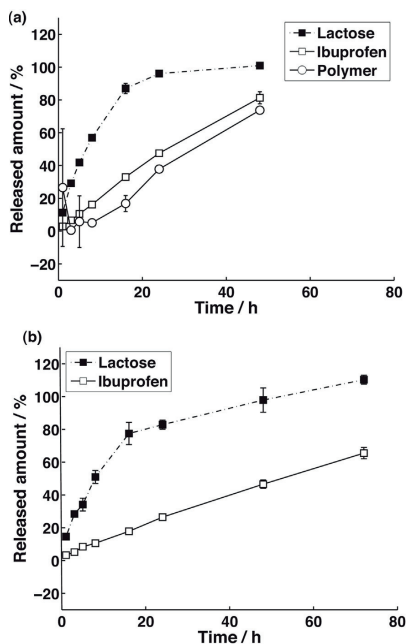 (a)
Released amount / %
120
100
80
60
40
20
0
−20
Lactose
Ibuprofen
Polymer
0 20 40 60 80
Time / h
(b)
Released amount / %
120
100
80
60
40
20
0
−20
Lactose
Ibuprofen
0 20 40 60 80
Time / h